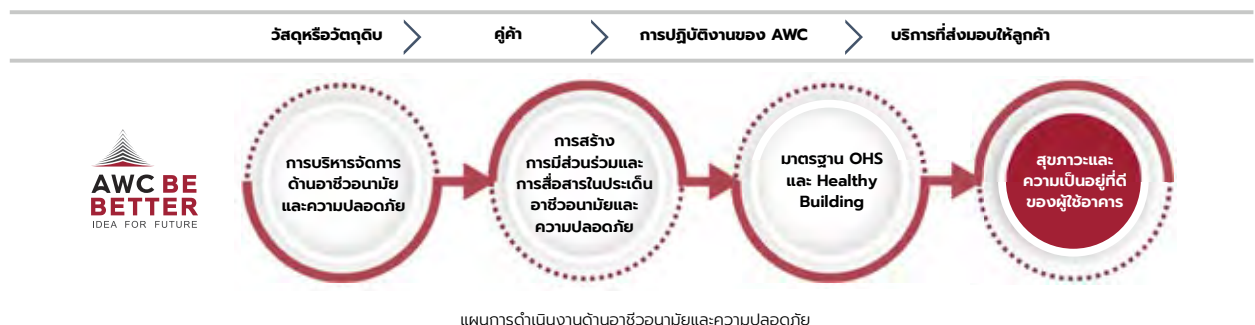 วัสดุหรือวัตถุดิบ
คู่ค้า
การปฏิบัติงานของ AWC
บริการที่ส่งมอบให้ลูกค้า
AWC BE
BETTER
IDEA FOR FUTURE
การบริหารจัดการ
ด้านอาชีวอนามัย
และความปลอดภัย
การสร้าง
การมีส่วนร่วมและ
การสื่อสารในประเด็น
อาชีวอนามัยและ
ความปลอดภัย
มาตรฐาน OHS
และ Healthy
Building
สุขภาวะและ
ความเป็นอยู่ที่ดี
ของผู้ใช้อาคาร
แผนการดำเนินงานด้านอาชีวอนามัยและความปลอดภัย